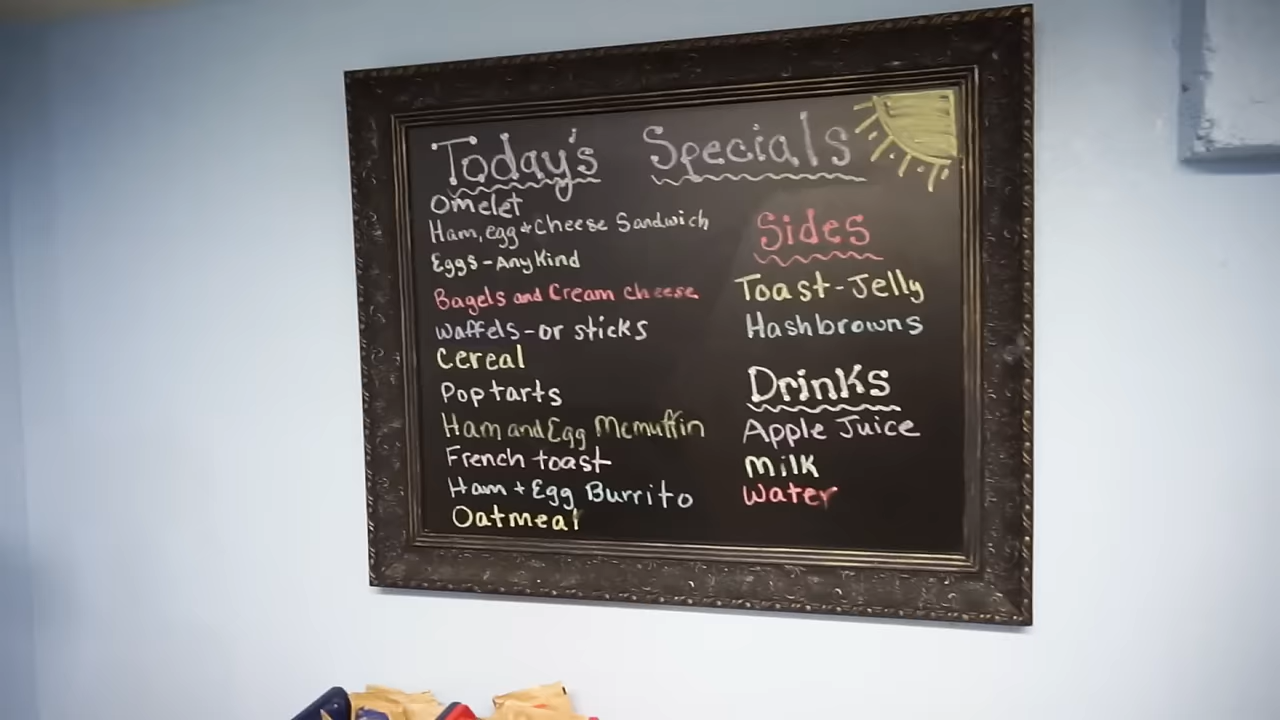 Today's Specials
Omelet
Ham, egg + Cheese Sandwich
Eggs - Any Kind
Bagels and Cream cheese
waffels - or sticks
Cereal
Poptarts
Ham and Egg Mcmuffin
French toast
Ham + Egg Burrito
Oatmeal
Sides
Toast - Jelly
Hashbrowns
Drinks
Apple Juice
Milk
Water